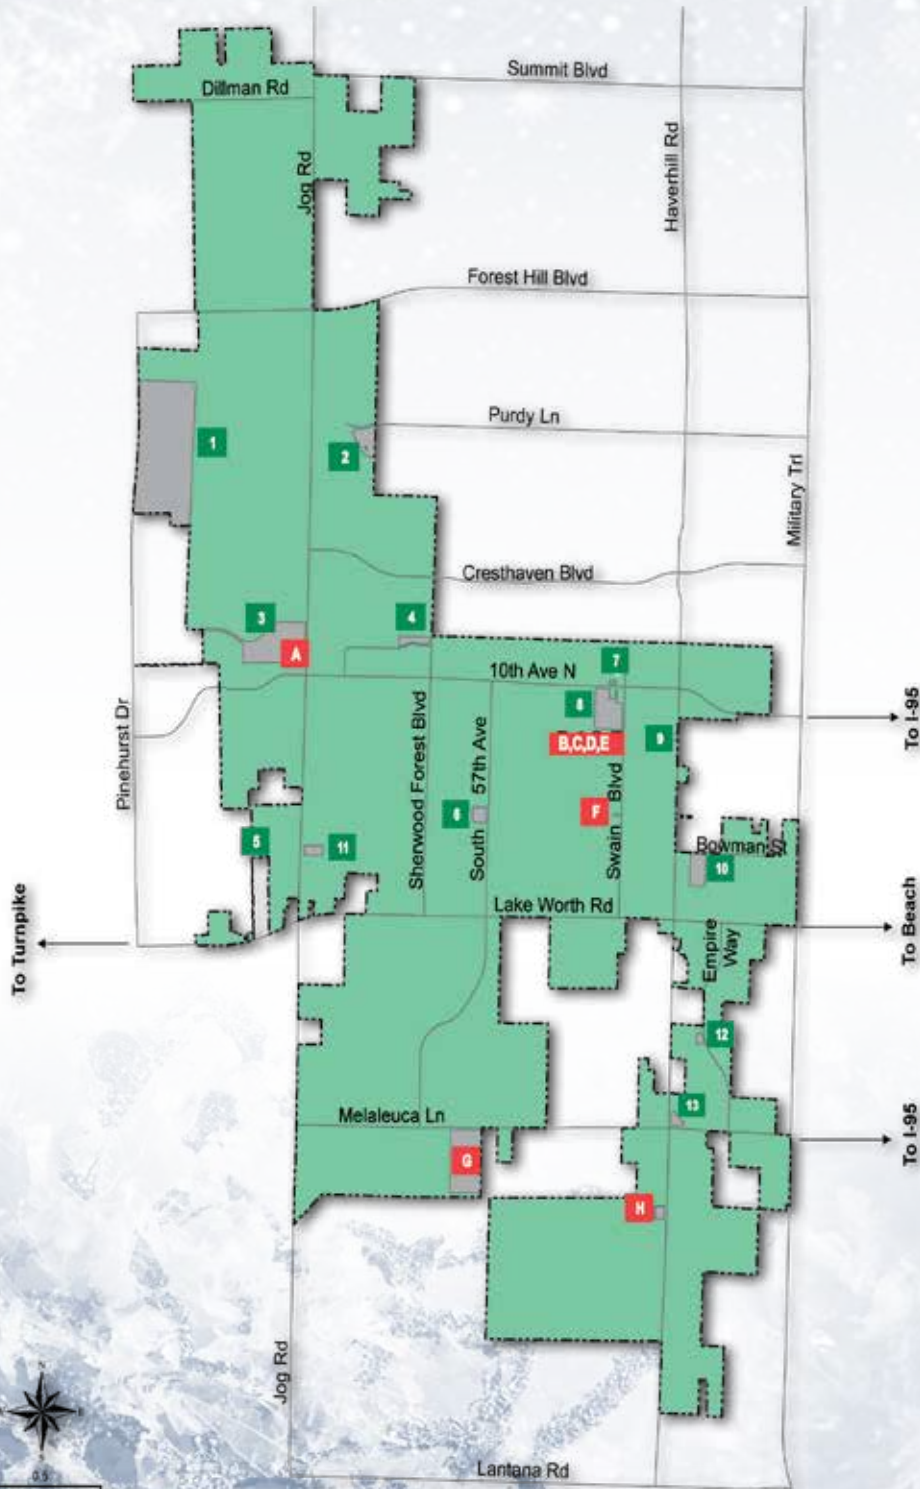 Summit Blvd
Dillman Rd
Jog Rd
Haverhill Rd
Forest Hill Blvd
1
2
Purdy Ln
Military Trl
Cresthaven Blvd
3
4
A
7
10th Ave N
8
To I-95
Pinehurst Dr
Sherwood Forest Blvd
South 57th Ave
B,C,D,E
9
Swain Blvd
6
F
5
11
Bowman St
10
Lake Worth Rd
To Turnpike
To Beach
Empire
Way
12
13
Melaleuca Ln
To I-95
G
H
Jog Rd
0.5
Lantana Rd